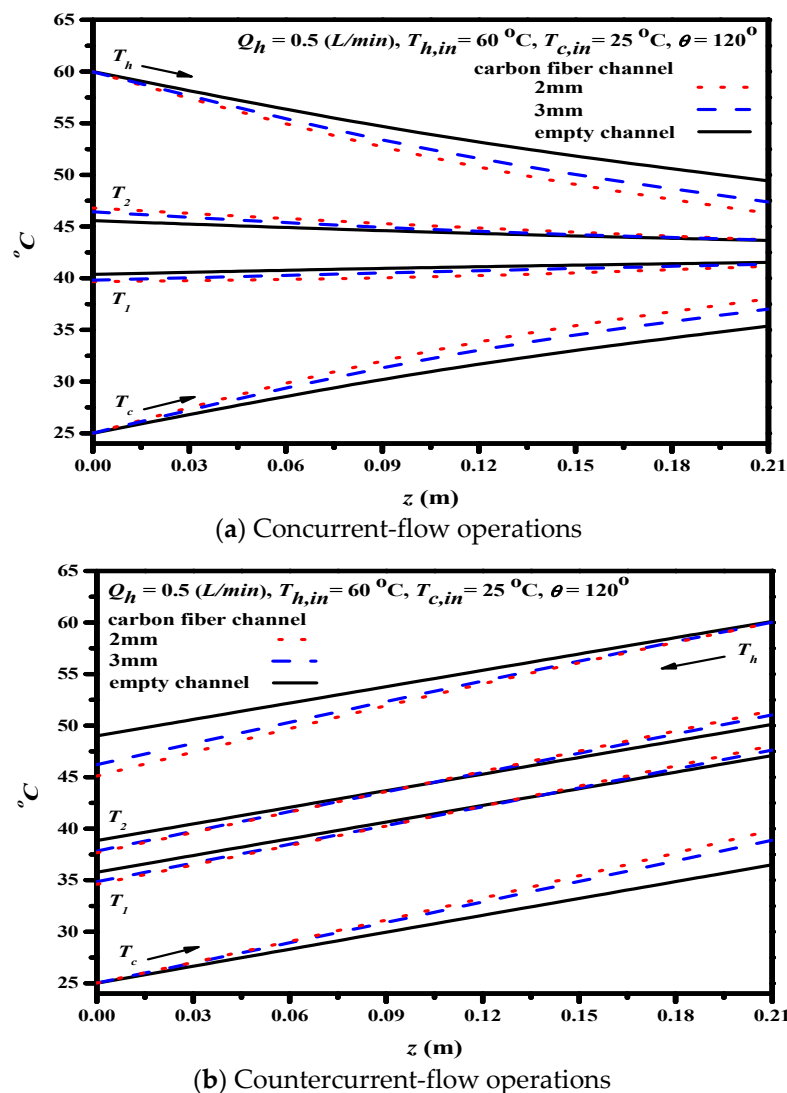 Q_h = 0.5 (L/min), T_h,in = 60 °C, T_c,in = 25 °C, θ = 120°
carbon fiber channel
2mm
3mm
empty channel
T_h
T_2
T_1
T_c
°C
65
60
55
50
45
40
35
30
25
0.00 0.03 0.06 0.09 0.12 0.15 0.18 0.21
z (m)
(a) Concurrent-flow operations
Q_h = 0.5 (L/min), T_h,in = 60 °C, T_c,in = 25 °C, θ = 120°
carbon fiber channel
2mm
3mm
empty channel
T_h
T_2
T_1
T_c
°C
65
60
55
50
45
40
35
30
25
0.00 0.03 0.06 0.09 0.12 0.15 0.18 0.21
z (m)
(b) Countercurrent-flow operations